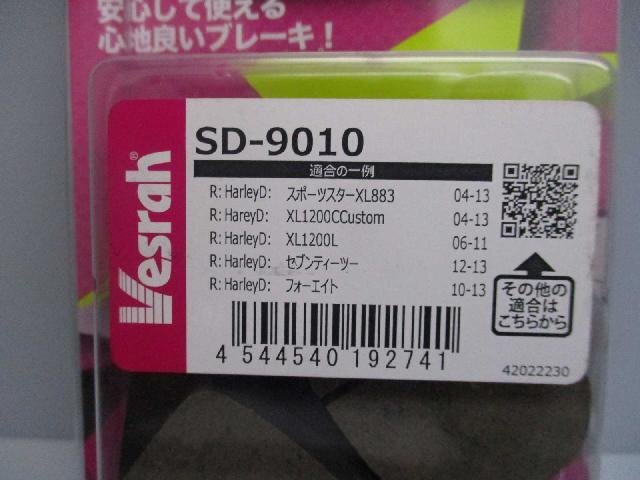 安心して使える
心地良いブレーキ!
Vesrah®
SD-9010
適合の一例
R: HarleyD: スポーツスターXL883 04-13
R: HareyD: XL1200CCustom 04-13
R: HarleyD: XL1200L 06-11
R: HarleyD: セブンティーツー 12-13
R: HarleyD: フォーエイト 10-13
その他の
適合は
こちらから
4 544540 192741
42022230